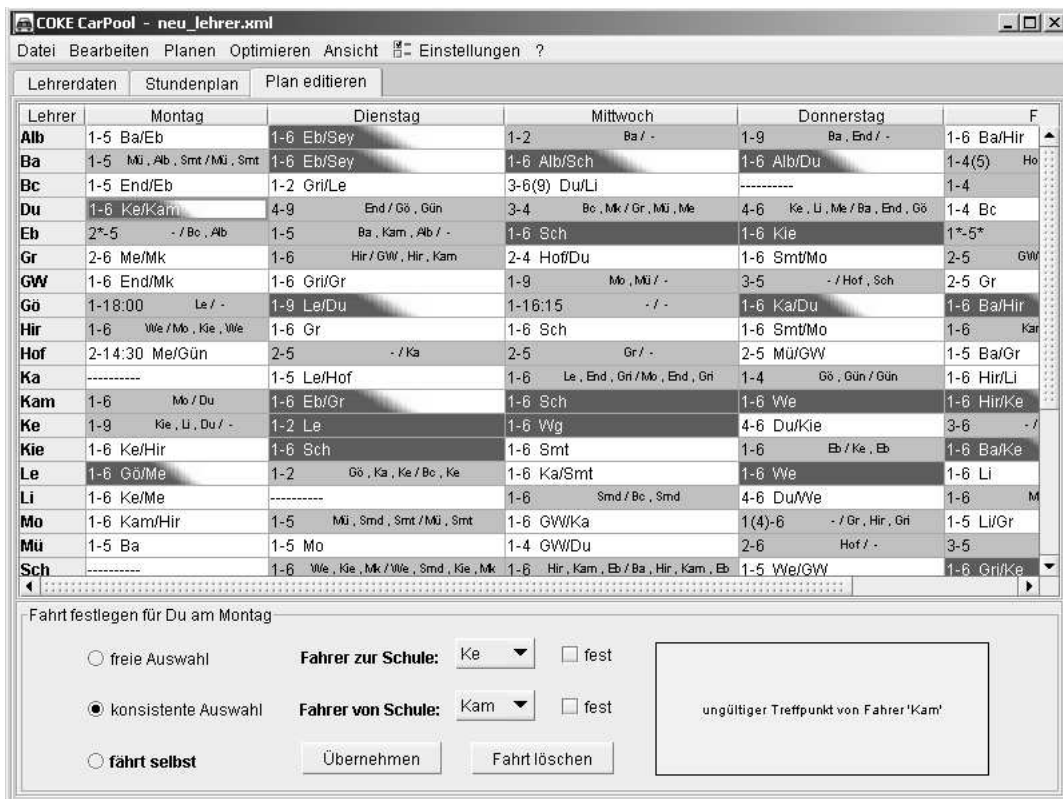 COKE CarPool - neu_lehrer.xml
Datei Bearbeiten Planen Optimieren Ansicht Einstellungen ?
Lehrerdaten Stundenplan Plan editieren
Lehrer Montag Dienstag Mittwoch Donnerstag F
Alb 1-5 Ba/Eb 1-6 Eb/Sey 1-2 Ba / - 1-9 Ba , End / - 1-6 Ba/Hir
Ba 1-5 Mü , Alb , Smt / Mü , Smt 1-6 Eb/Sey 1-6 Alb/Sch 1-6 Alb/Du 1-4(5) Ho
Bc 1-5 End/Eb 1-2 Gri/Le 3-6(9) Du/Li ---------- 1-4
Du 1-6 Ke/Kam 4-9 End / Gö , Gün 3-4 Bc , Mk / Gr , Mü , Me 4-6 Ke , Li , Me / Ba , End , Gö 1-4 Bc
Eb 2*-5 - / Bc , Alb 1-5 Ba , Kam , Alb / - 1-6 Sch 1-6 Kie 1*-5*
Gr 2-6 Me/Mk 1-6 Hir / GW , Hir , Kam 2-4 Hof/Du 1-6 Smt/Mo 2-5 GW
GW 1-6 End/Mk 1-6 Gri/Gr 1-9 Mo , Mü / - 3-5 - / Hof , Sch 2-5 Gr
Gö 1-18:00 Le / - 1-9 Le/Du 1-16:15 - / - 1-6 Ka/Du 1-6 Ba/Hir
Hir 1-6 We / Mo , Kie , We 1-6 Gr 1-6 Sch 1-6 Smt/Mo 1-6 Kar
Hof 2-14:30 Me/Gün 2-5 - / Ka 2-5 Gr / - 2-5 Mü/GW 1-5 Ba/Gr
Ka ---------- 1-5 Le/Hof 1-6 Le , End , Gri / Mo , End , Gri 1-4 Gö , Gün / Gün 1-6 Hir/Li
Kam 1-6 Mo / Du 1-6 Eb/Gr 1-6 Sch 1-6 We 1-6 Hir/Ke
Ke 1-9 Kie , Li , Du / - 1-2 Le 1-6 Wg 4-6 Du/Kie 3-6 - /
Kie 1-6 Ke/Hir 1-6 Sch 1-6 Smt 1-6 Eb / Ke , Eb 1-6 Ba/Ke
Le 1-6 Gö/Me 1-2 Gö , Ka , Ke / Bc , Ke 1-6 Ka/Smt 1-6 We 1-6 Li
Li 1-6 Ke/Me ---------- 1-6 Smd / Bc , Smd 4-6 Du/We 1-6 M
Mo 1-6 Kam/Hir 1-5 Mü , Smd , Smt / Mü , Smt 1-6 GW/Ka 1(4)-6 - / Gr , Hir , Gri 1-5 Li/Gr
Mü 1-5 Ba 1-5 Mo 1-4 GW/Du 2-6 Hof / - 3-5
Sch ---------- 1-6 We , Kie , Mk / We , Smd , Kie , Mk 1-6 Hir , Kam , Eb / Ba , Hir , Kam , Eb 1-5 We/GW 1-6 Gri/Ke
Fahrt festlegen für Du am Montag
freie Auswahl Fahrer zur Schule: Ke fest
konsistente Auswahl Fahrer von Schule: Kam fest
ungültiger Treffpunkt von Fahrer 'Kam'
fährt selbst Übernehmen Fahrt löschen